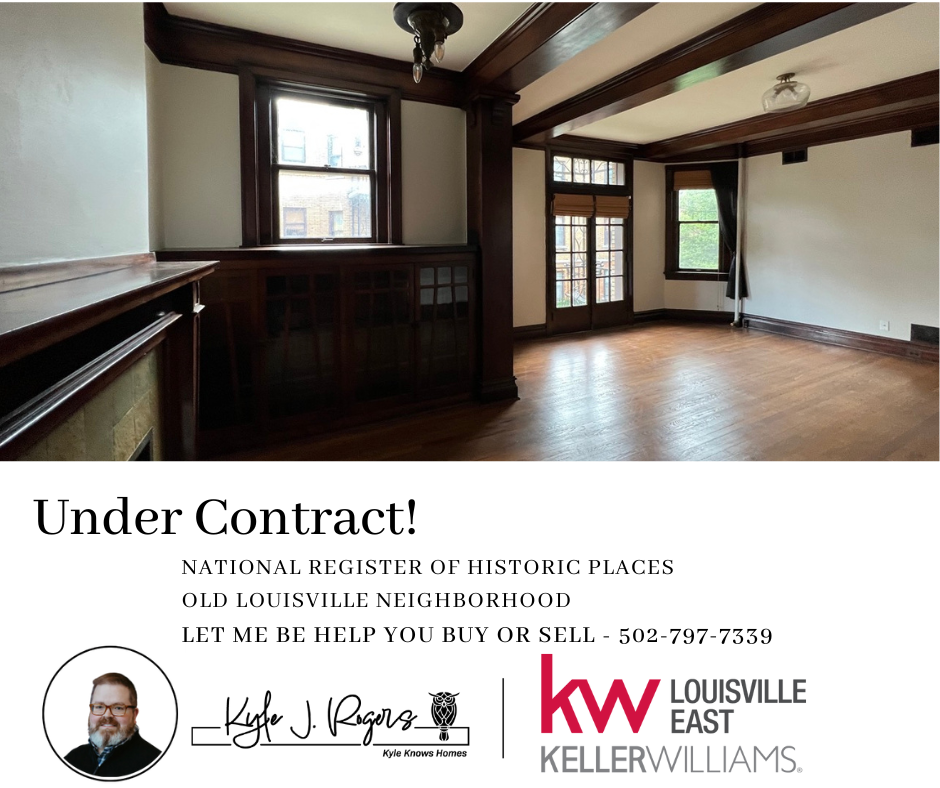 Under Contract!
NATIONAL REGISTER OF HISTORIC PLACES
OLD LOUISVILLE NEIGHBORHOOD
LET ME BE HELP YOU BUY OR SELL - 502-797-7339
Kyle J. Rogers
Kyle Knows Homes
kw LOUISVILLE
EAST
KELLERWILLIAMS®